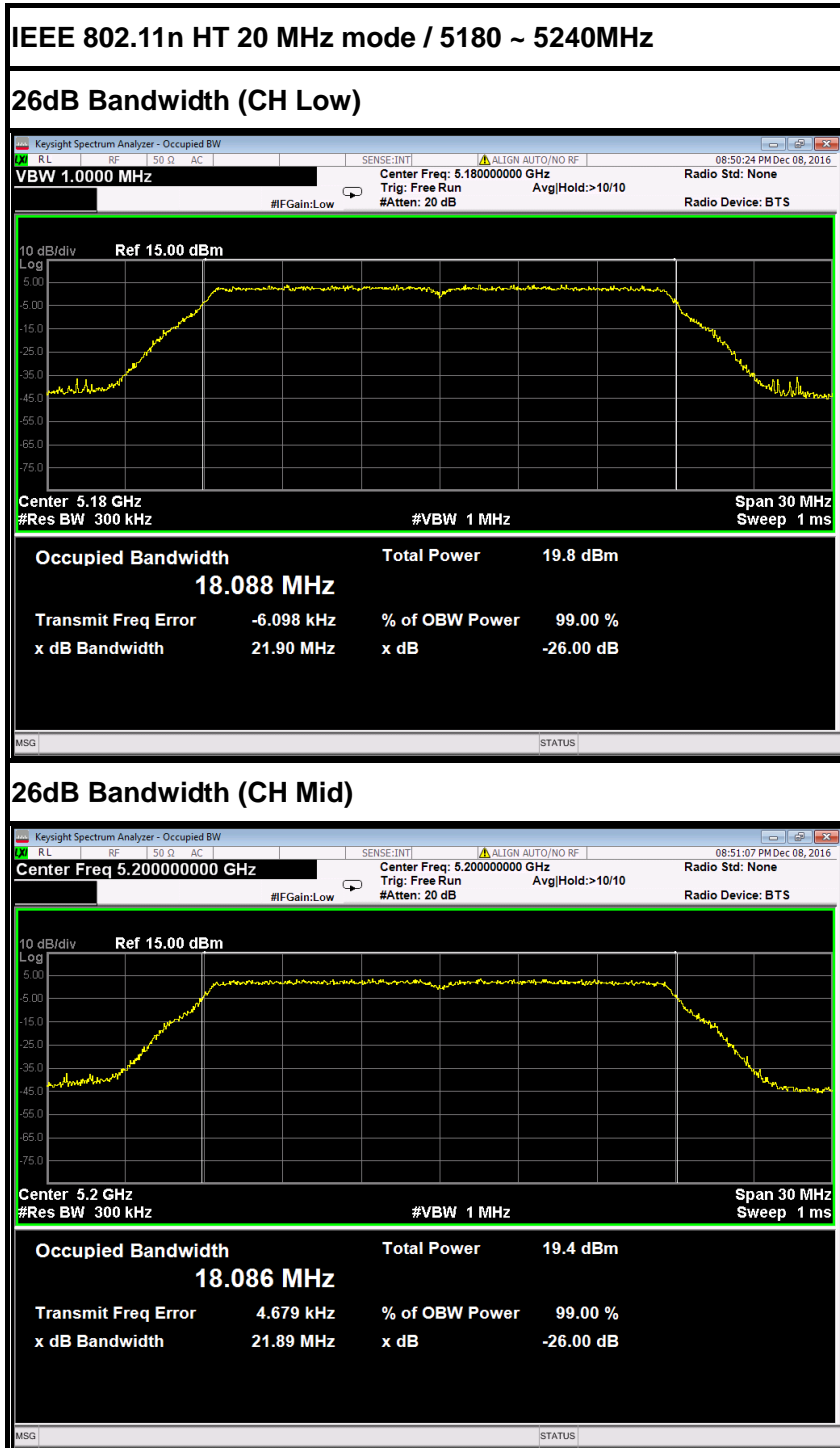 IEEE 802.11n HT 20 MHz mode / 5180 ~ 5240MHz
26dB Bandwidth (CH Low)
Keysight Spectrum Analyzer - Occupied BW
LXI RL RF 50 Ω AC SENSE:INT ALIGN AUTO/NO RF 08:50:24 PM Dec 08, 2016
VBW 1.0000 MHz Center Freq: 5.180000000 GHz Radio Std: None
Trig: Free Run Avg|Hold:>10/10
#IFGain:Low #Atten: 20 dB Radio Device: BTS
10 dB/div Ref 15.00 dBm
Log
5.00
-5.00
-15.0
-25.0
-35.0
-45.0
-55.0
-65.0
-75.0
Center 5.18 GHz Span 30 MHz
#Res BW 300 kHz #VBW 1 MHz Sweep 1 ms
Occupied Bandwidth Total Power 19.8 dBm
18.088 MHz
Transmit Freq Error -6.098 kHz % of OBW Power 99.00 %
x dB Bandwidth 21.90 MHz x dB -26.00 dB
MSG STATUS
26dB Bandwidth (CH Mid)
Keysight Spectrum Analyzer - Occupied BW
LXI RL RF 50 Ω AC SENSE:INT ALIGN AUTO/NO RF 08:51:07 PM Dec 08, 2016
Center Freq 5.200000000 GHz Center Freq: 5.200000000 GHz Radio Std: None
Trig: Free Run Avg|Hold:>10/10
#IFGain:Low #Atten: 20 dB Radio Device: BTS
10 dB/div Ref 15.00 dBm
Log
5.00
-5.00
-15.0
-25.0
-35.0
-45.0
-55.0
-65.0
-75.0
Center 5.2 GHz Span 30 MHz
#Res BW 300 kHz #VBW 1 MHz Sweep 1 ms
Occupied Bandwidth Total Power 19.4 dBm
18.086 MHz
Transmit Freq Error 4.679 kHz % of OBW Power 99.00 %
x dB Bandwidth 21.89 MHz x dB -26.00 dB
MSG STATUS